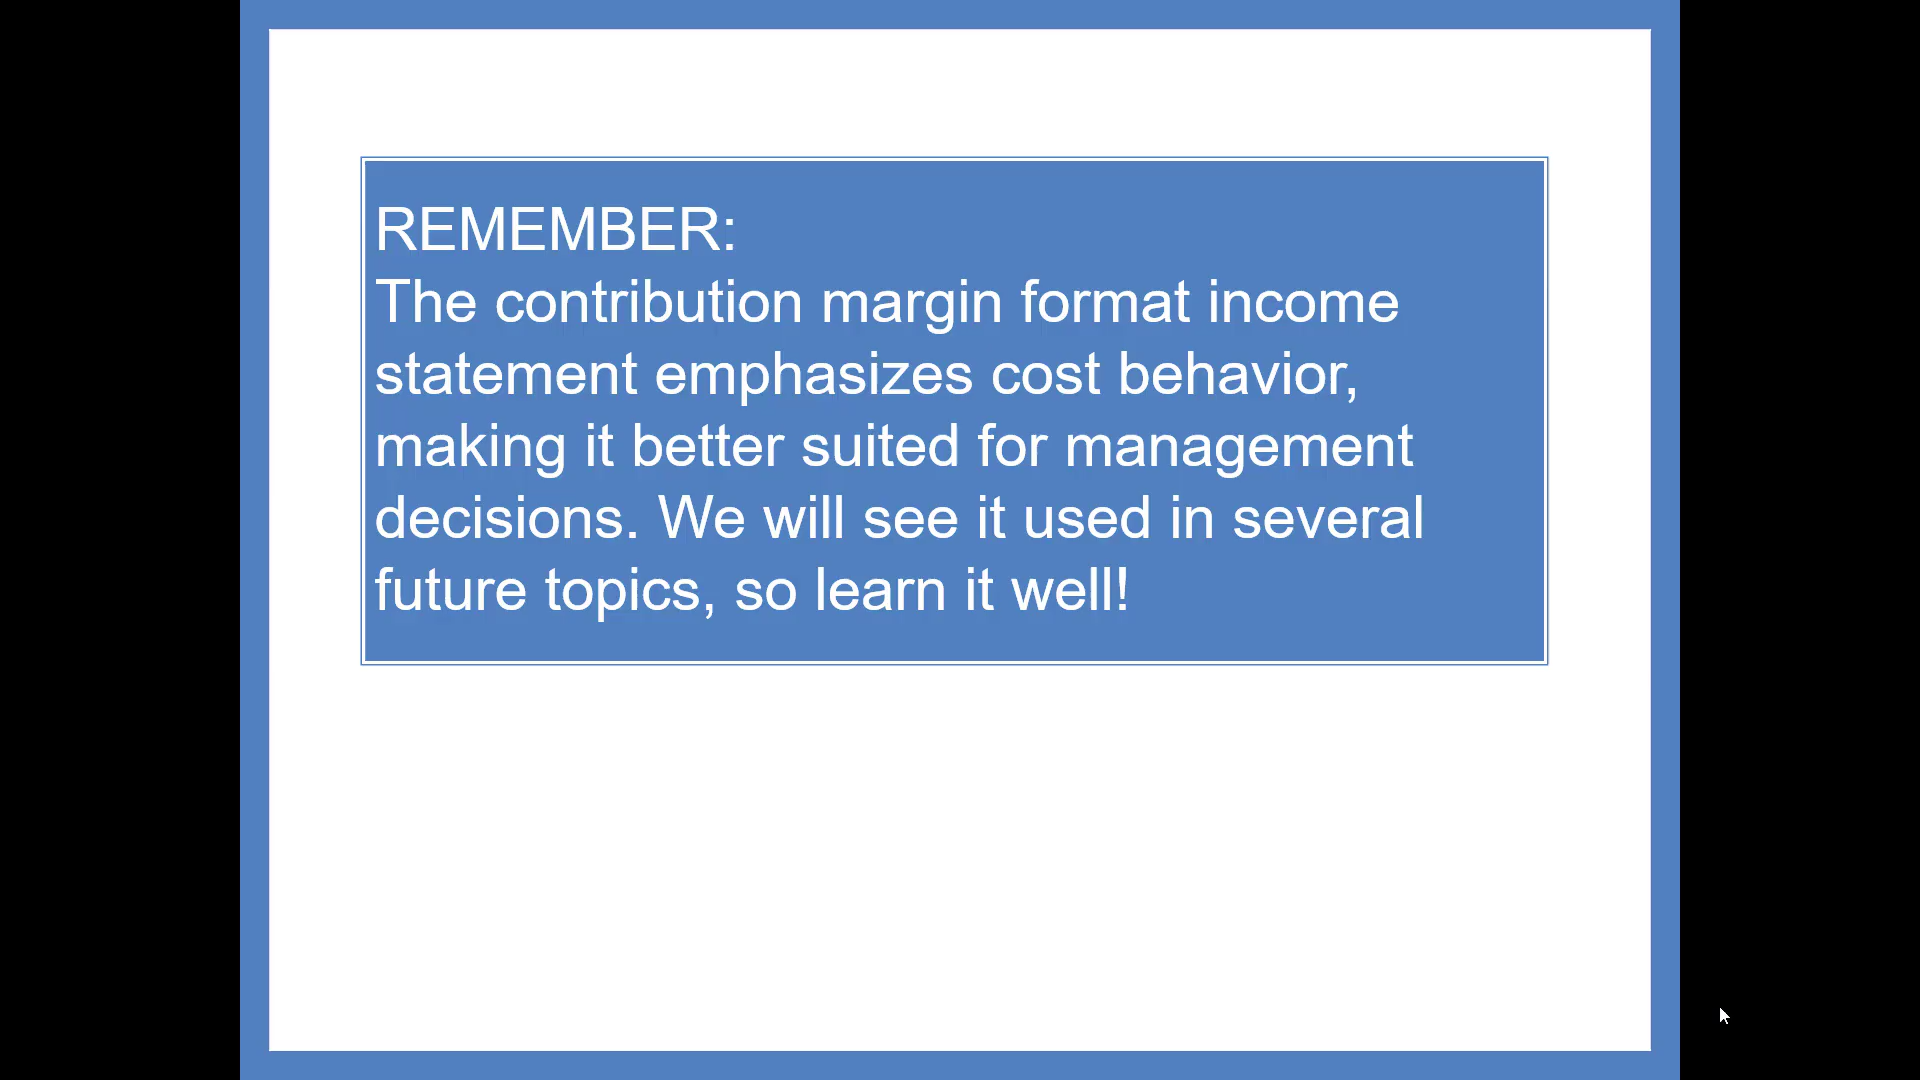 REMEMBER:
The contribution margin format income
statement emphasizes cost behavior,
making it better suited for management
decisions. We will see it used in several
future topics, so learn it well!